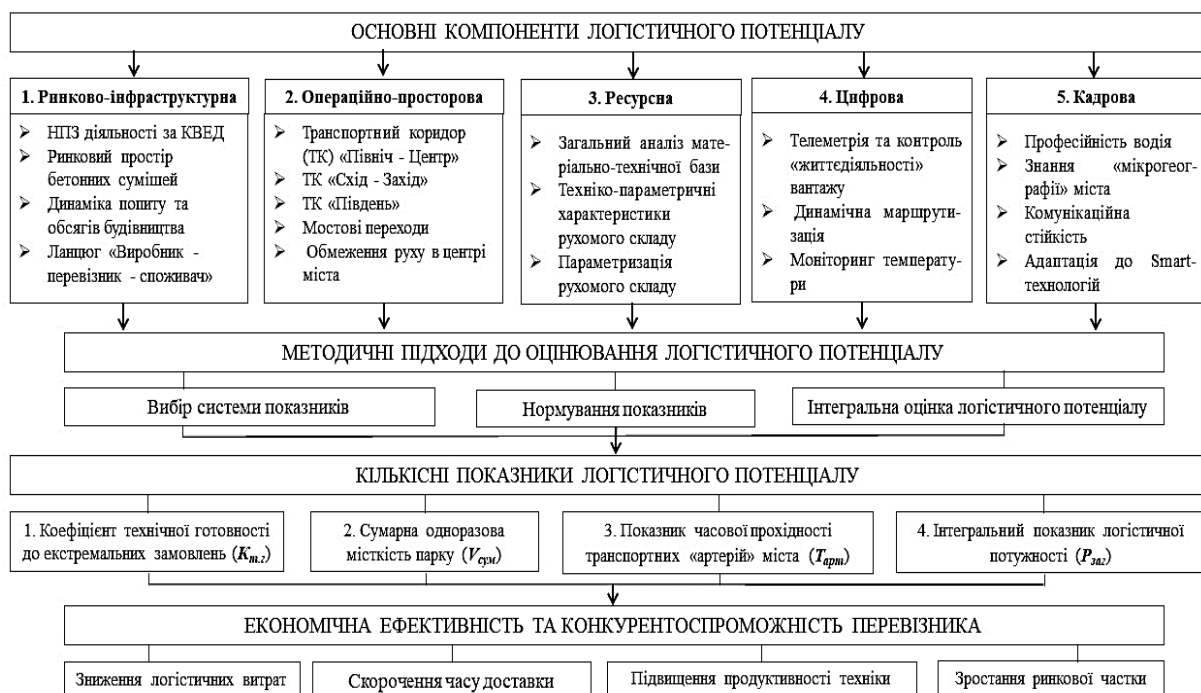 ОСНОВНІ КОМПОНЕНТИ ЛОГІСТИЧНОГО ПОТЕНЦІАЛУ
1. Ринково-інфраструктурна
➢ НПЗ діяльності за КВЕД
➢ Ринковий простір
бетонних сумішей
➢ Динаміка попиту та
обсягів будівництва
➢ Ланцюг «Виробник -
перевізник - споживач»
2. Операційно-просторова
➢ Транспортний коридор
(ТК) «Північ - Центр»
➢ ТК «Схід - Захід»
➢ ТК «Південь»
➢ Мостові переходи
➢ Обмеження руху в центрі
міста
3. Ресурсна
➢ Загальний аналіз мате-
ріально-технічної бази
➢ Техніко-параметричні
характеристики
рухомого складу
➢ Параметризація
рухомого складу
4. Цифрова
➢ Телеметрія та контроль
«життєдіяльності»
вантажу
➢ Динамічна маршрути-
зація
➢ Моніторинг температу-
ри
5. Кадрова
➢ Професійність водія
➢ Знання «мікрогеог-
рафії» міста
➢ Комунікаційна
стійкість
➢ Адаптація до Smart-
технологій
МЕТОДИЧНІ ПІДХОДИ ДО ОЦІНЮВАННЯ ЛОГІСТИЧНОГО ПОТЕНЦІАЛУ
Вибір системи показників
Нормування показників
Інтегральна оцінка логістичного потенціалу
КІЛЬКІСНІ ПОКАЗНИКИ ЛОГІСТИЧНОГО ПОТЕНЦІАЛУ
1. Коефіцієнт технічної готовності
до екстремальних замовлень (Кт.г)
2. Сумарна одноразова
місткість парку (Vсум)
3. Показник часової прохідності
транспортних «артерій» міста (Тарт)
4. Інтегральний показник логістичної
потужності (Рзаг)
ЕКОНОМІЧНА ЕФЕКТИВНІСТЬ ТА КОНКУРЕНТОСПРОМОЖНІСТЬ ПЕРЕВІЗНИКА
Зниження логістичних витрат
Скорочення часу доставки
Підвищення продуктивності техніки
Зростання ринкової частки